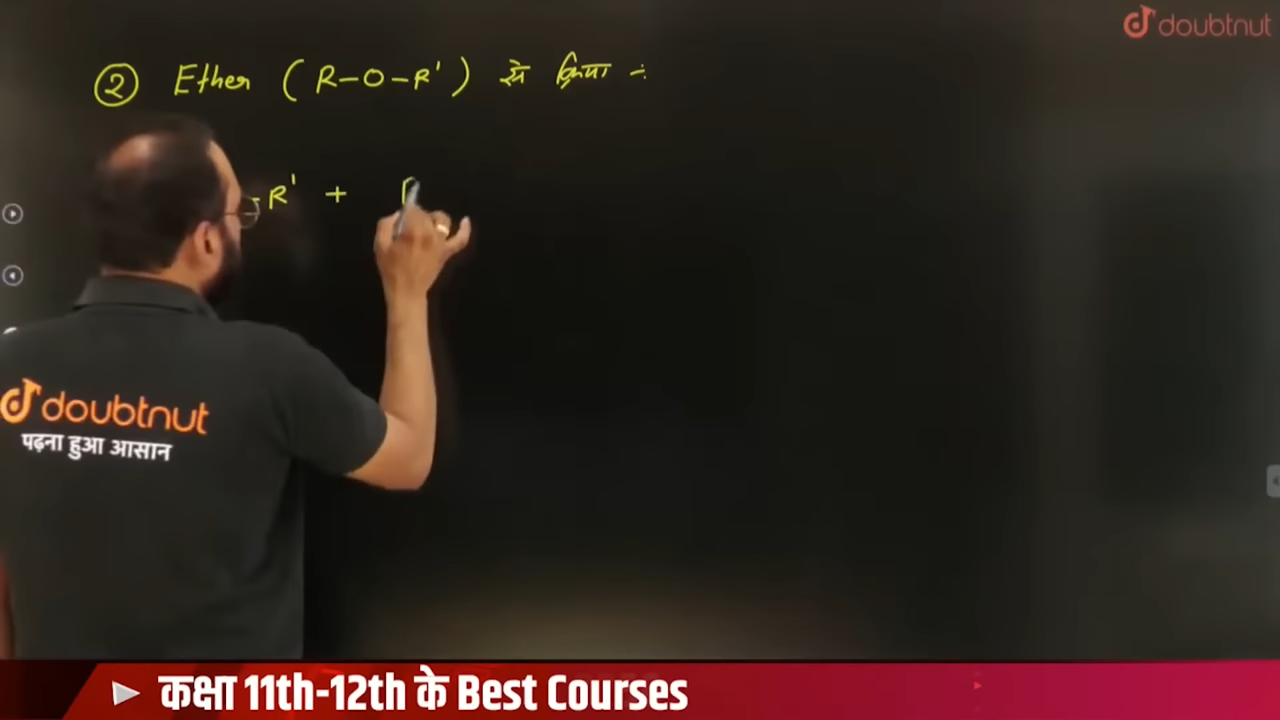 doubtnut
② Ether ( R-O-R' ) से क्रिया :-
-R' +
doubtnut
पढ़ना हुआ आसान
कक्षा 11th-12th के Best Courses